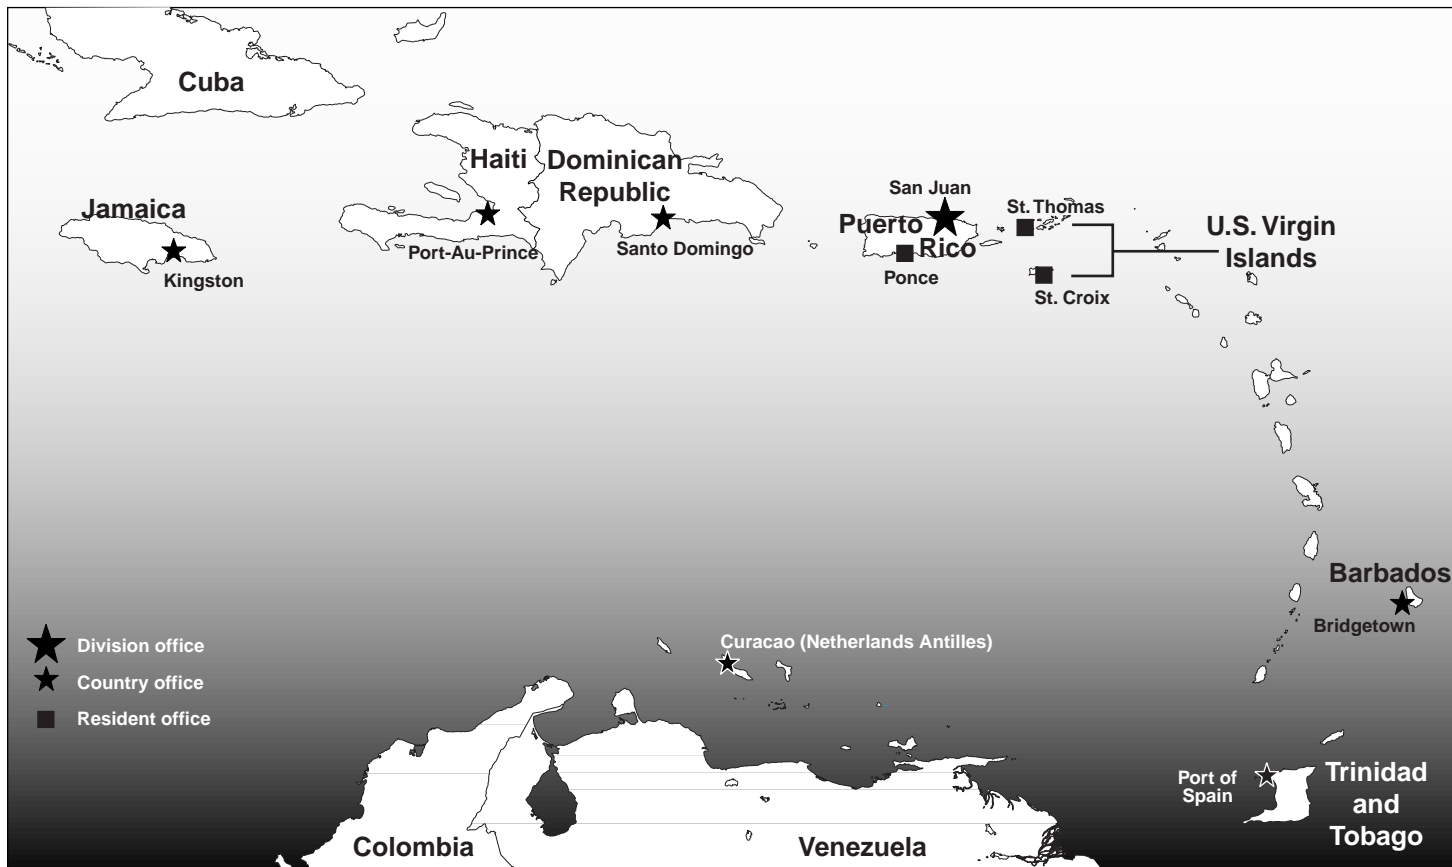 Cuba
Haiti
Dominican
Republic
Jamaica
San Juan
St. Thomas
Puerto
Rico
U.S. Virgin
Islands
Port-Au-Prince
Santo Domingo
Kingston
Ponce
St. Croix
Barbados
Bridgetown
Curacao (Netherlands Antilles)
Division office
Country office
Resident office
Port of
Spain
Trinidad
and
Tobago
Colombia
Venezuela